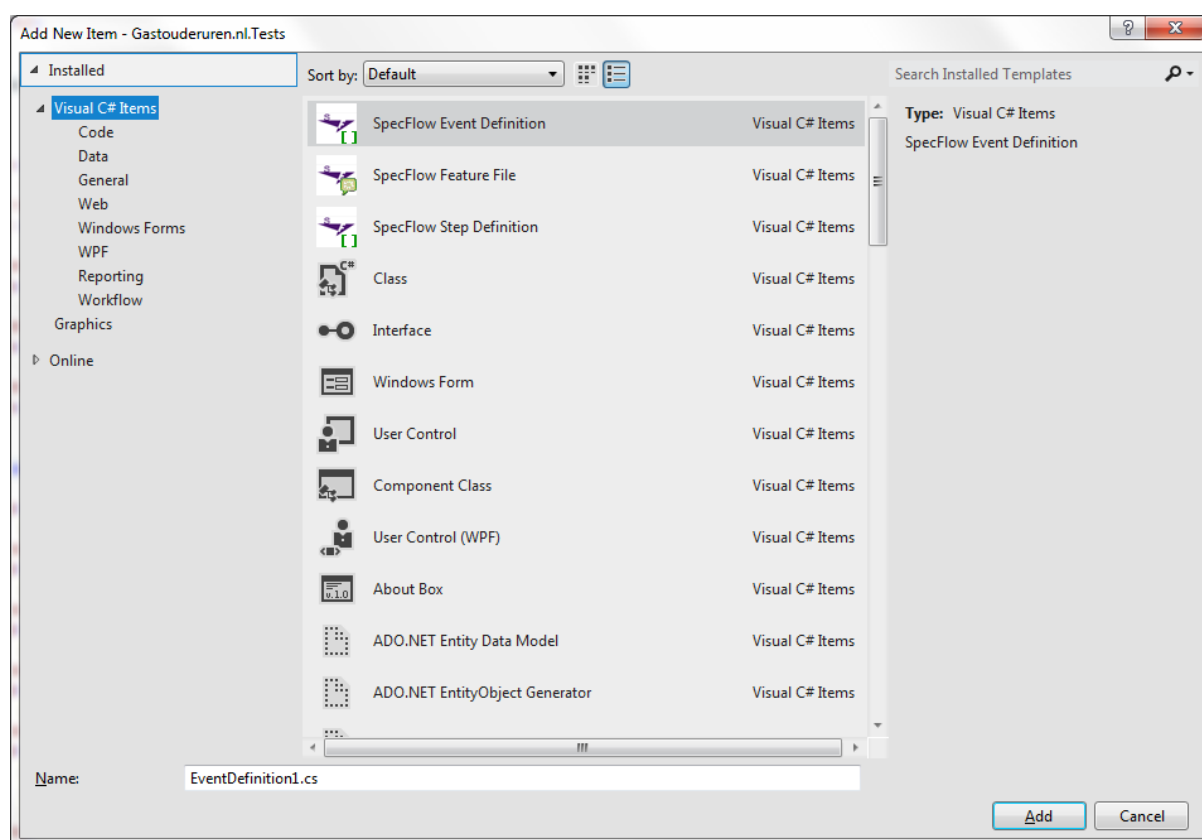 Add New Item - Gastouderuren.nl.Tests
Installed
Sort by: Default
Search Installed Templates
Visual C# Items
Code
Data
General
Web
Windows Forms
WPF
Reporting
Workflow
Graphics
Online
SpecFlow Event Definition Visual C# Items
SpecFlow Feature File Visual C# Items
SpecFlow Step Definition Visual C# Items
C#
Class Visual C# Items
Interface Visual C# Items
Windows Form Visual C# Items
User Control Visual C# Items
Component Class Visual C# Items
User Control (WPF) Visual C# Items
v.1.0
About Box Visual C# Items
ADO.NET Entity Data Model Visual C# Items
ADO.NET EntityObject Generator Visual C# Items
Type: Visual C# Items
SpecFlow Event Definition
Name: EventDefinition1.cs
Add Cancel